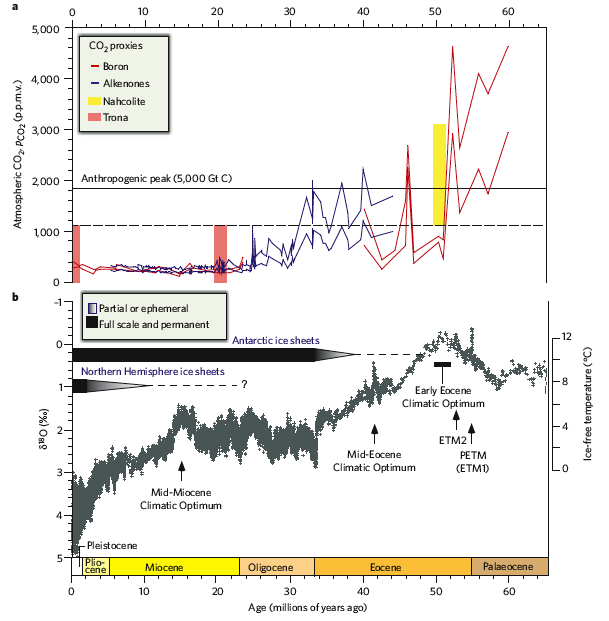 0 10 20 30 40 50 60
5,000
4,000
3,000
2,000
1,000
0
Atmospheric CO2, pCO2 (p.p.m.v.)
CO2 proxies
Boron
Alkenones
Nahcolite
Trona
Anthropogenic peak (5,000 Gt C)
a
b
–1
0
1
2
3
4
5
δ18O (‰)
Partial or ephemeral
Full scale and permanent
Antarctic ice sheets
Northern Hemisphere ice sheets
?
12
8
4
0
Ice-free temperature (°C)
Early Eocene
Climatic Optimum
ETM2
PETM
(ETM1)
Mid-Eocene
Climatic Optimum
Mid-Miocene
Climatic Optimum
Pleistocene
Plio-
cene
Miocene
Oligocene
Eocene
Palaeocene
0 10 20 30 40 50 60
Age (millions of years ago)